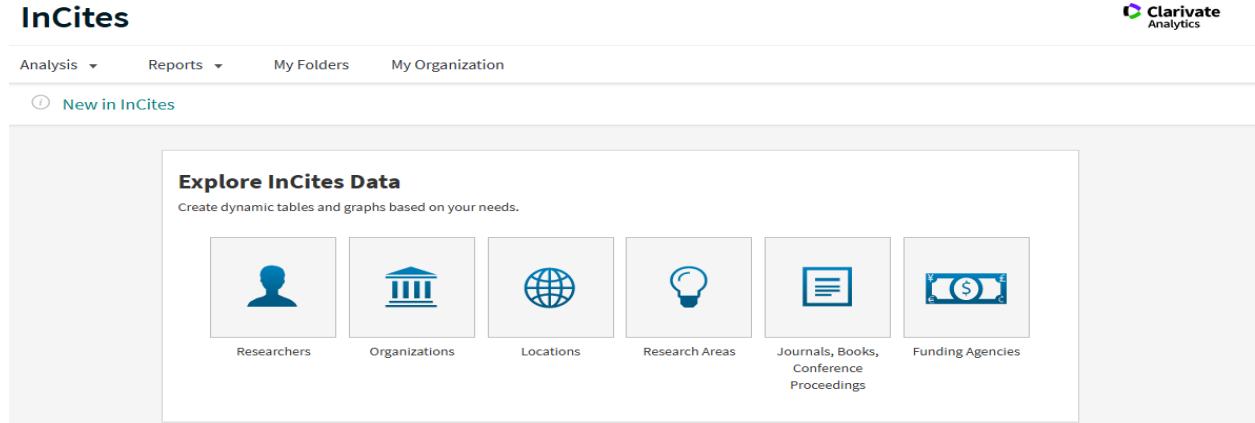 InCites
Clarivate
Analytics
Analysis
Reports
My Folders
My Organization
New in InCites
Explore InCites Data
Create dynamic tables and graphs based on your needs.
Researchers
Organizations
Locations
Research Areas
Journals, Books,
Conference
Proceedings
Funding Agencies